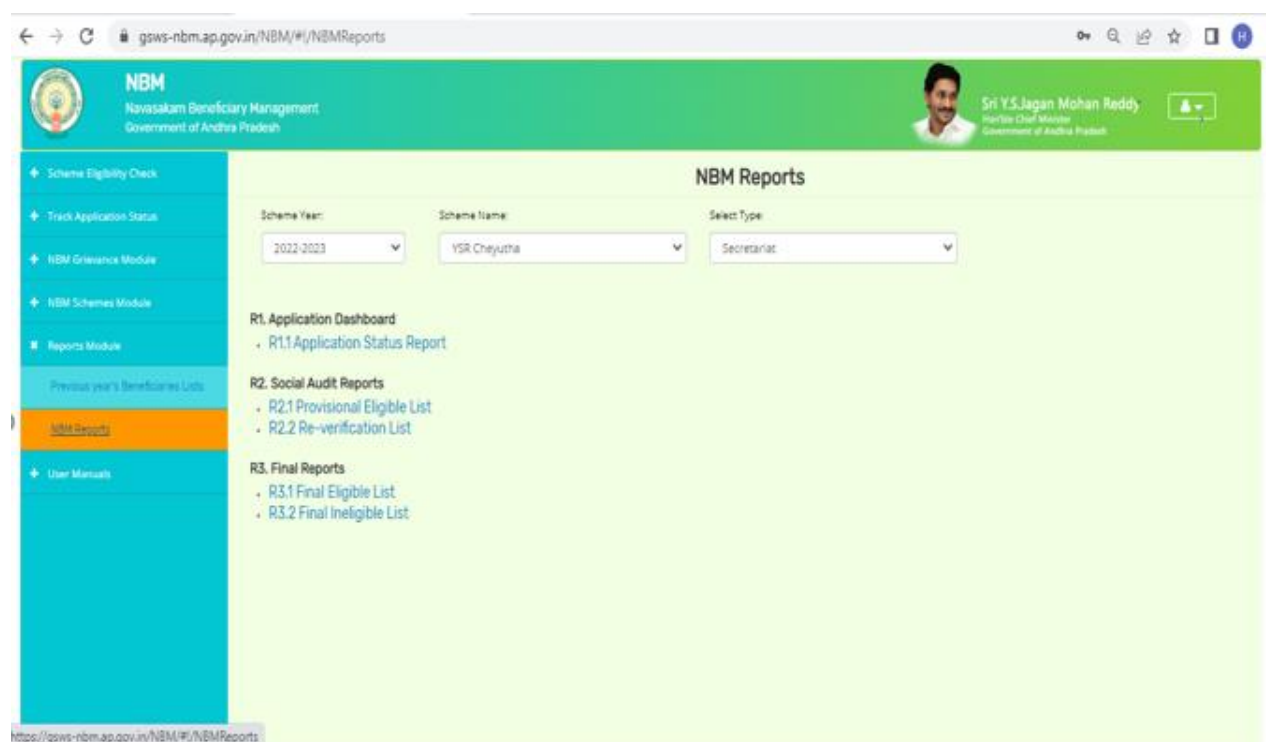 gsws-nbm.ap.gov.in/NBM/#!/NBMReports
H
NBM
Navasakam Beneficiary Management
Government of Andhra Pradesh
Sri Y.S.Jagan Mohan Reddy
Hon'ble Chief Minister
Government of Andhra Pradesh
Scheme Eligibility Check
Track Application Status
NBM Grievance Module
NBM Schemes Module
Reports Module
Previous year's Beneficiaries Lists
NBM Reports
User Manuals
NBM Reports
Scheme Year: Scheme Name: Select Type:
2022-2023 YSR Cheyutha Secretariat
R1. Application Dashboard
R1.1 Application Status Report
R2. Social Audit Reports
R2.1 Provisional Eligible List
R2.2 Re-verification List
R3. Final Reports
R3.1 Final Eligible List
R3.2 Final Ineligible List
https://gsws-nbm.ap.gov.in/NBM/#!/NBMReports